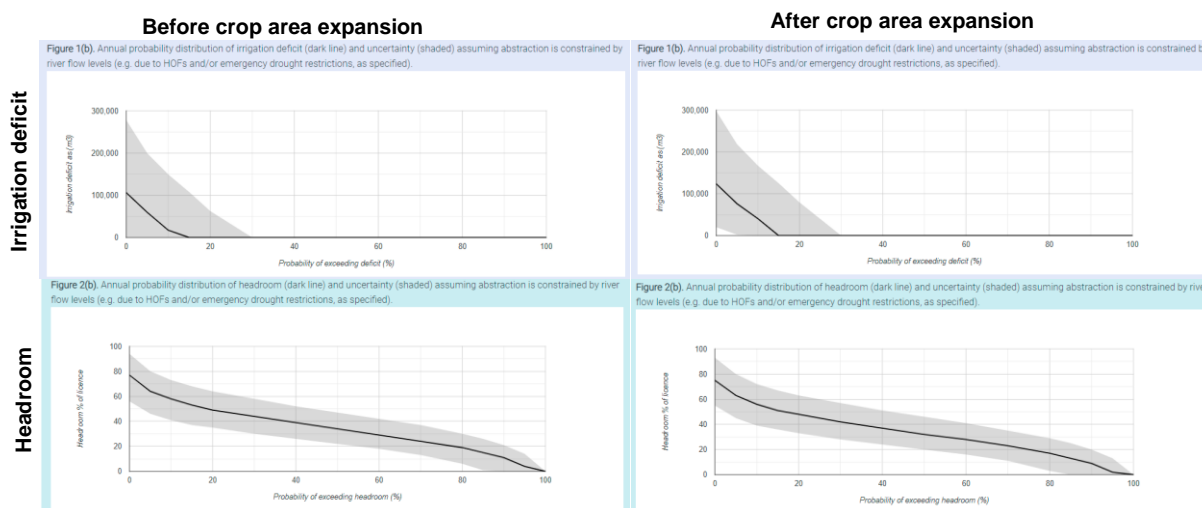 Before crop area expansion
After crop area expansion
Irrigation deficit
Figure 1(b). Annual probability distribution of irrigation deficit (dark line) and uncertainty (shaded) assuming abstraction is constrained by
river flow levels (e.g. due to HOFs and/or emergency drought restrictions, as specified).
Irrigation deficit as (m3)
300,000
200,000
100,000
0
0 20 40 60 80 100
Probability of exceeding deficit (%)
Figure 1(b). Annual probability distribution of irrigation deficit (dark line) and uncertainty (shaded) assuming abstraction is constrained b
river flow levels (e.g. due to HOFs and/or emergency drought restrictions, as specified).
Irrigation deficit as (m3)
300,000
200,000
100,000
0
0 20 40 60 80 100
Probability of exceeding deficit (%)
Headroom
Figure 2(b). Annual probability distribution of headroom (dark line) and uncertainty (shaded) assuming abstraction is constrained by river
flow levels (e.g. due to HOFs and/or emergency drought restrictions, as specified).
Headroom % of licence
100
80
60
40
20
0
0 20 40 60 80 100
Probability of exceeding headroom (%)
Figure 2(b). Annual probability distribution of headroom (dark line) and uncertainty (shaded) assuming abstraction is constrained by rive
flow levels (e.g. due to HOFs and/or emergency drought restrictions, as specified).
Headroom % of licence
100
80
60
40
20
0
0 20 40 60 80 100
Probability of exceeding headroom (%)